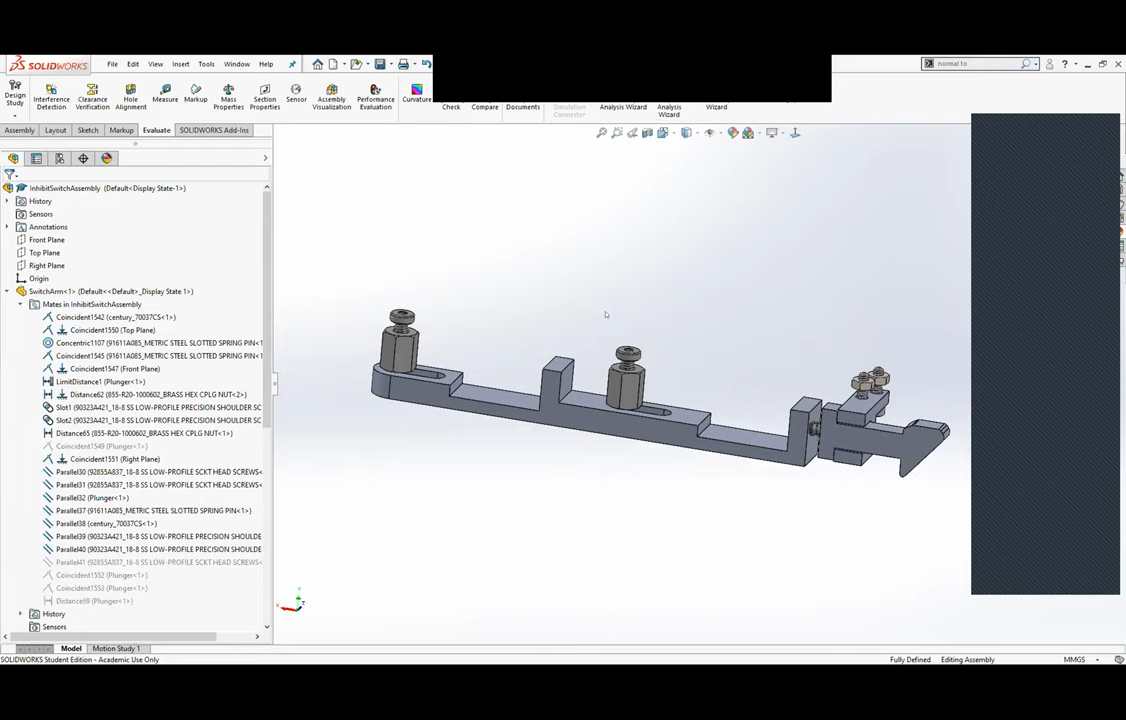 SOLIDWORKS File Edit View Insert Tools Window Help normal to
Design Study Interference Detection Clearance Verification Hole Alignment Measure Markup Mass Properties Section Properties Sensor Assembly Visualization Performance Evaluation Curvature Check Compare Documents Simulation Connector Analysis Wizard Analysis Wizard Wizard
Assembly Layout Sketch Markup Evaluate SOLIDWORKS Add-Ins
InhibitSwitchAssembly (Default<Display State-1>)
History
Sensors
Annotations
Front Plane
Top Plane
Right Plane
Origin
SwitchArm<1> (Default<<Default>_Display State 1>)
Mates in InhibitSwitchAssembly
Coincident1542 (century_70037CS<1>)
Coincident1550 (Top Plane)
Concentric1107 (91611A085_METRIC STEEL SLOTTED SPRING PIN<1>
Coincident1545 (91611A085_METRIC STEEL SLOTTED SPRING PIN<1>
Coincident1547 (Front Plane)
LimitDistance1 (Plunger<1>)
Distance62 (855-R20-1000602_BRASS HEX CPLG NUT<2>)
Slot1 (90323A421_18-8 SS LOW-PROFILE PRECISION SHOULDER SC
Slot2 (90323A421_18-8 SS LOW-PROFILE PRECISION SHOULDER SC
Distance65 (855-R20-1000602_BRASS HEX CPLG NUT<1>)
Coincident1549 (Plunger<1>)
Coincident1551 (Right Plane)
Parallel30 (92855A837_18-8 SS LOW-PROFILE SCKT HEAD SCREWS<
Parallel31 (92855A837_18-8 SS LOW-PROFILE SCKT HEAD SCREWS<
Parallel32 (Plunger<1>)
Parallel37 (91611A085_METRIC STEEL SLOTTED SPRING PIN<1>)
Parallel38 (century_70037CS<1>)
Parallel39 (90323A421_18-8 SS LOW-PROFILE PRECISION SHOULDE
Parallel40 (90323A421_18-8 SS LOW-PROFILE PRECISION SHOULDE
Parallel41 (92855A837_18-8 SS LOW-PROFILE SCKT HEAD SCREWS<
Coincident1552 (Plunger<1>)
Coincident1553 (Plunger<1>)
Distance69 (Plunger<1>)
History
Sensors
Model Motion Study 1
SOLIDWORKS Student Edition - Academic Use Only Fully Defined Editing Assembly MMGS